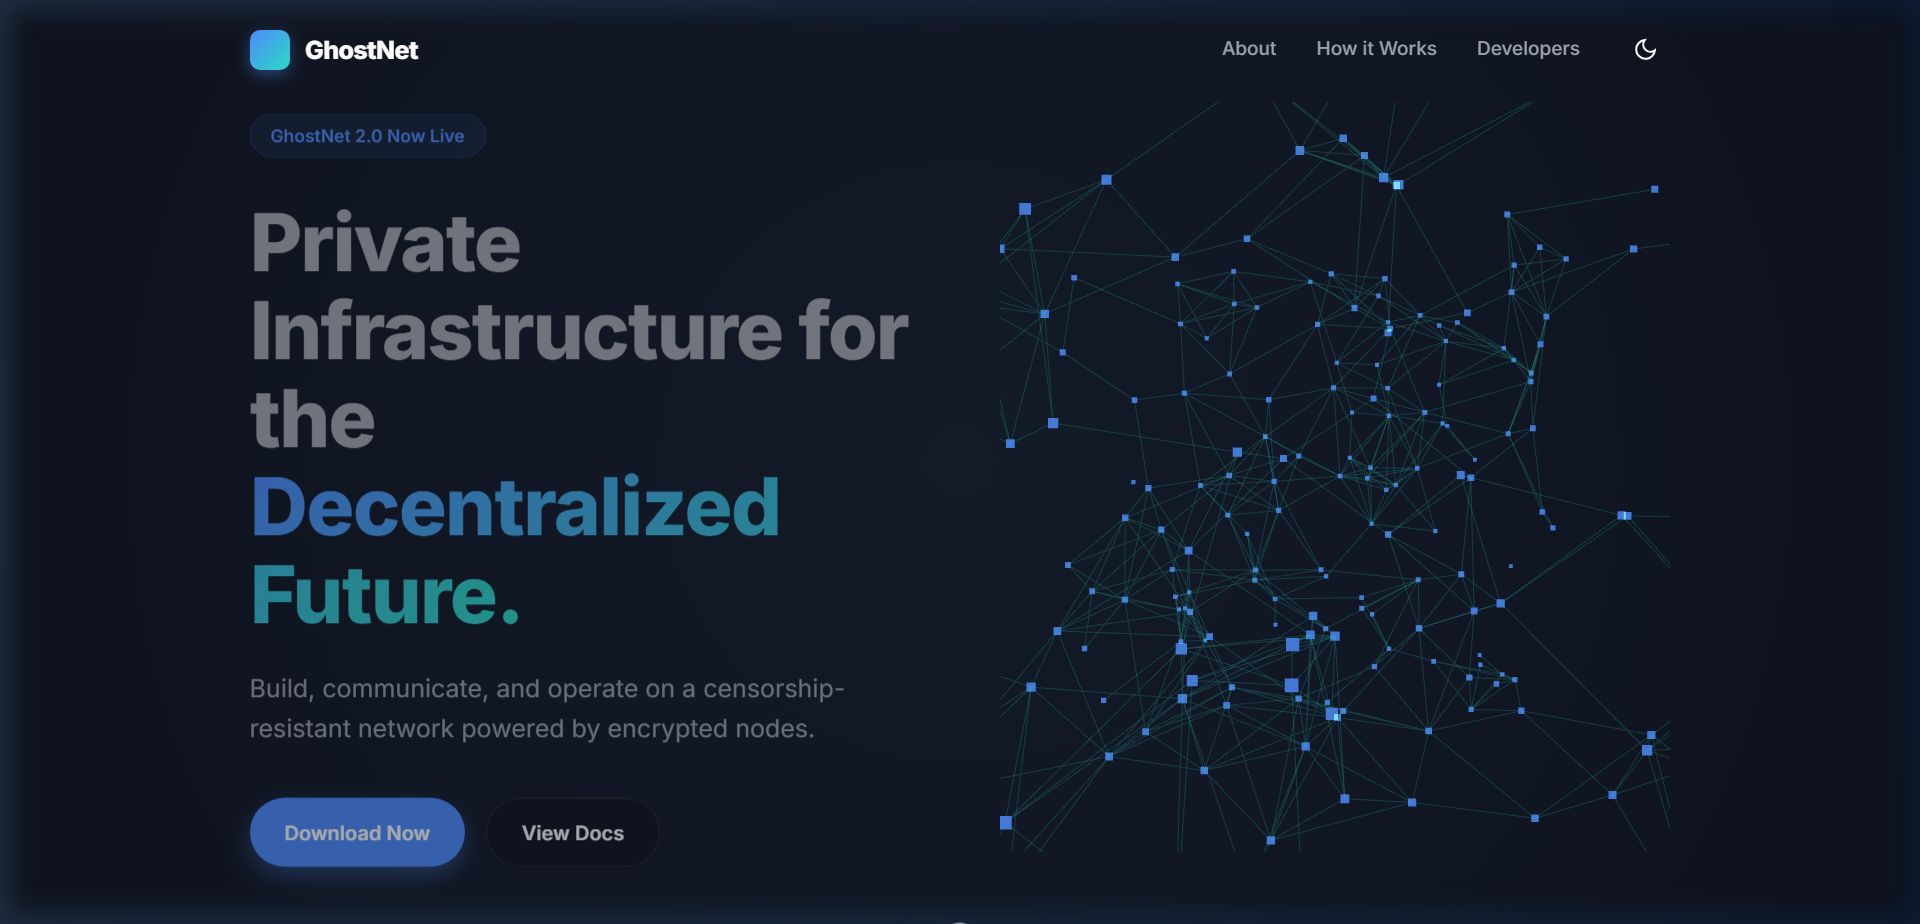 GhostNet
About
How it Works
Developers
GhostNet 2.0 Now Live
Private
Infrastructure for
the
Decentralized
Future.
Build, communicate, and operate on a censorship-
resistant network powered by encrypted nodes.
Download Now
View Docs